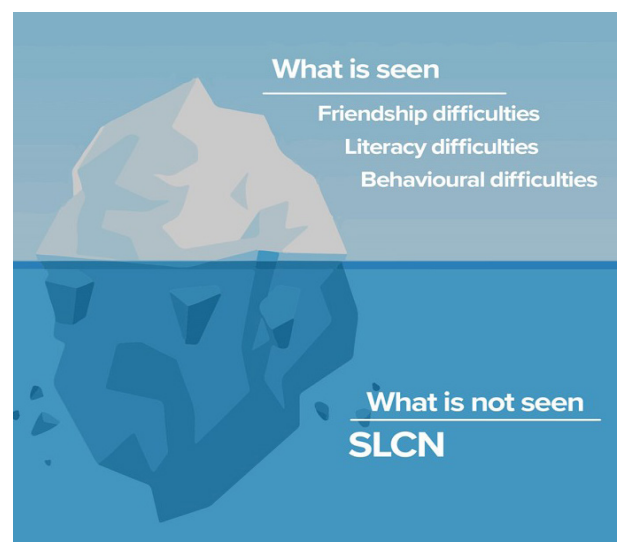 What is seen
Friendship difficulties
Literacy difficulties
Behavioural difficulties
What is not seen
SLCN